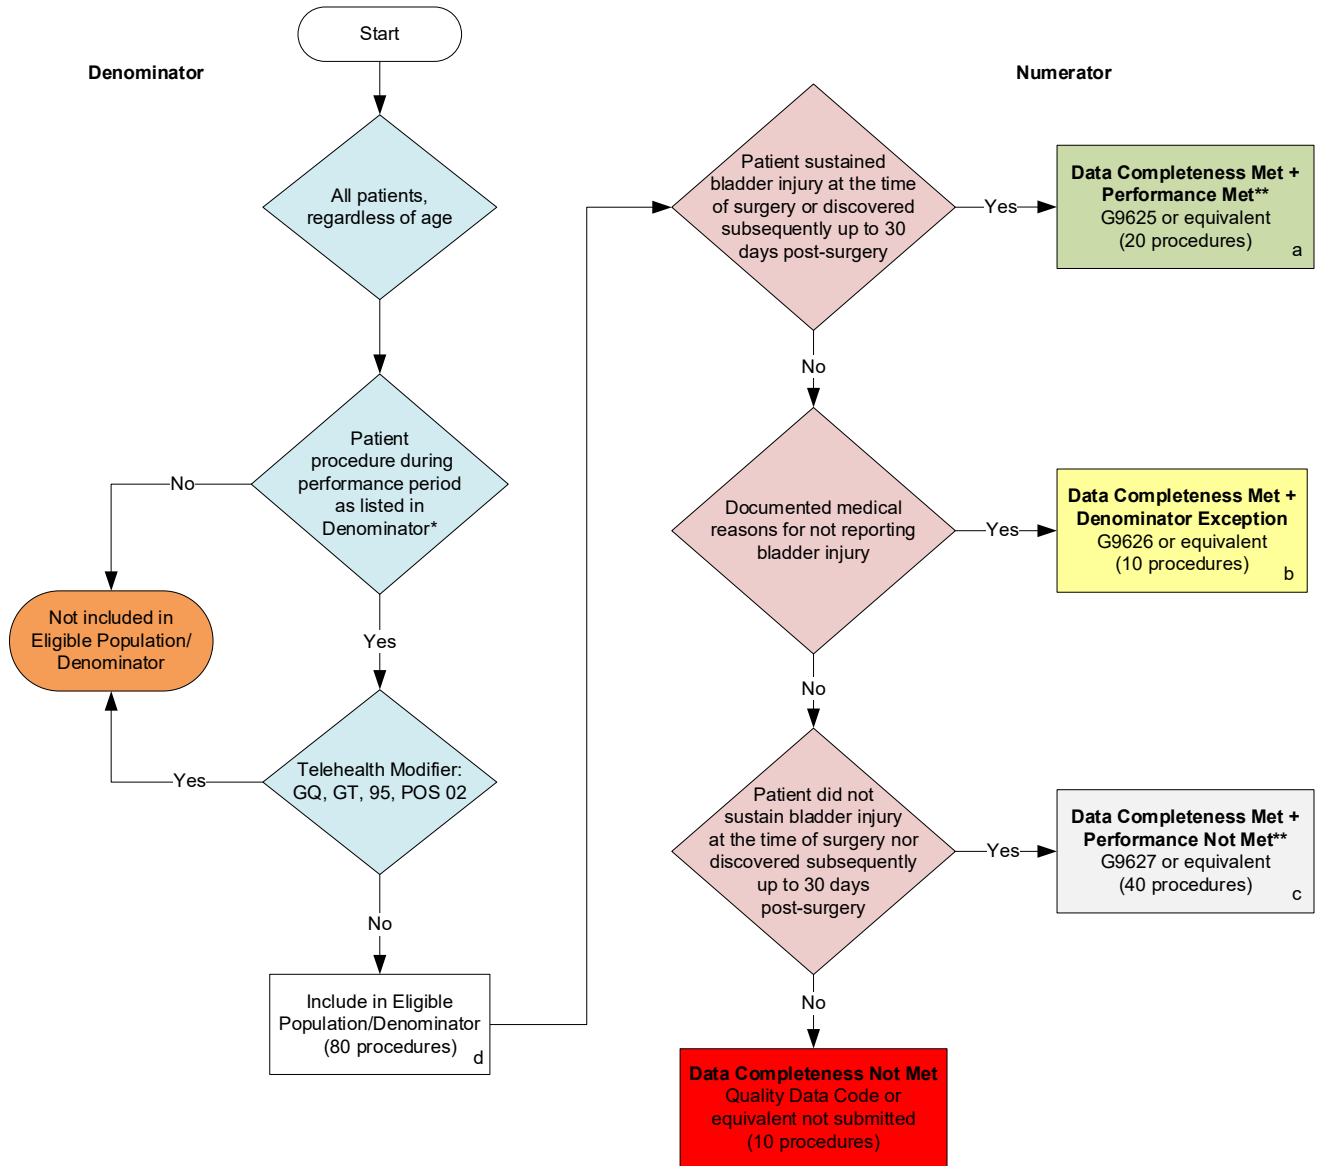 Start
Denominator
All patients,
regardless of age
Patient
procedure during
performance period
as listed in
Denominator*
No
Not included in
Eligible Population/
Denominator
Yes
Telehealth Modifier:
GQ, GT, 95, POS 02
Yes
No
Include in Eligible
Population/Denominator
(80 procedures)
d
Numerator
Patient sustained
bladder injury at the time
of surgery or discovered
subsequently up to 30
days post-surgery
Yes
Data Completeness Met +
Performance Met**
G9625 or equivalent
(20 procedures)
a
No
Documented medical
reasons for not reporting
bladder injury
Yes
Data Completeness Met +
Denominator Exception
G9626 or equivalent
(10 procedures)
b
No
Patient did not
sustain bladder injury
at the time of surgery nor
discovered subsequently
up to 30 days
post-surgery
Yes
Data Completeness Met +
Performance Not Met**
G9627 or equivalent
(40 procedures)
c
No
Data Completeness Not Met
Quality Data Code or
equivalent not submitted
(10 procedures)